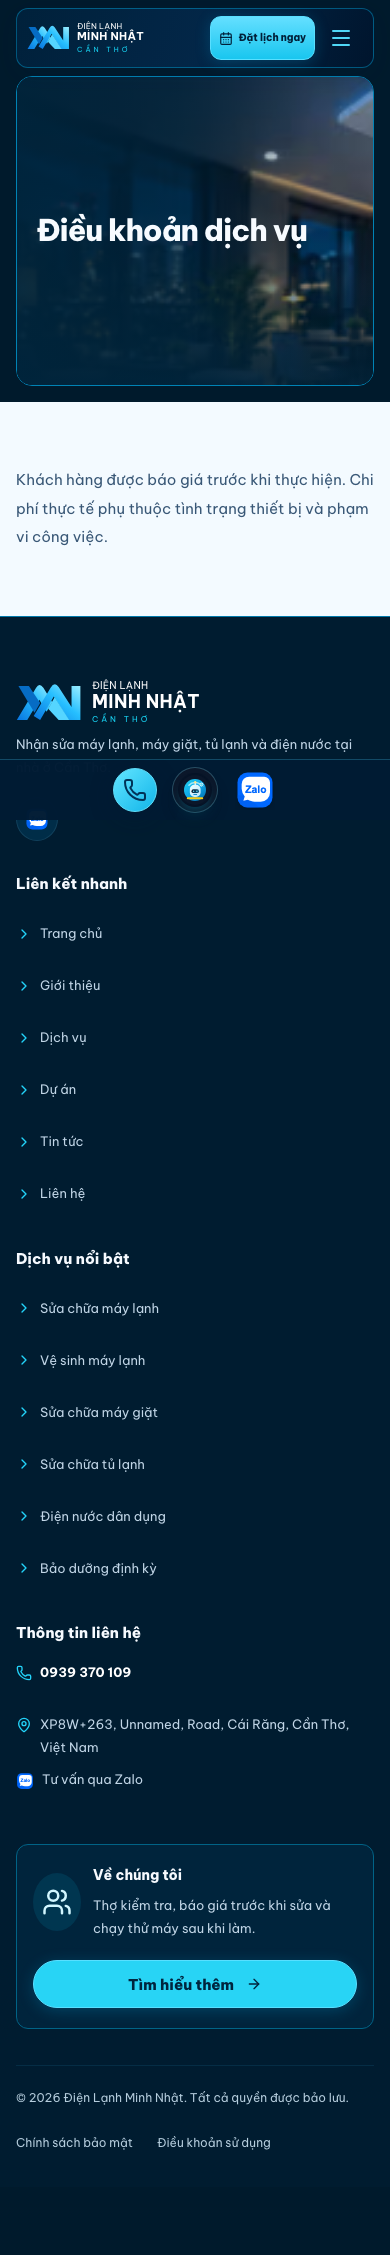 ĐIỆN LẠNH
MINH NHẬT
CẦN THƠ
Đặt lịch ngay
Điều khoản dịch vụ
Khách hàng được báo giá trước khi thực hiện. Chi
phí thực tế phụ thuộc tình trạng thiết bị và phạm
vi công việc.
ĐIỆN LẠNH
MINH NHẬT
CẦN THƠ
Nhận sửa máy lạnh, máy giặt, tủ lạnh và điện nước tại
Zalo
Liên kết nhanh
Trang chủ
Giới thiệu
Dịch vụ
Dự án
Tin tức
Liên hệ
Dịch vụ nổi bật
Sửa chữa máy lạnh
Vệ sinh máy lạnh
Sửa chữa máy giặt
Sửa chữa tủ lạnh
Điện nước dân dụng
Bảo dưỡng định kỳ
Thông tin liên hệ
0939 370 109
XP8W+263, Unnamed, Road, Cái Răng, Cần Thơ,
Việt Nam
Zalo Tư vấn qua Zalo
Về chúng tôi
Thợ kiểm tra, báo giá trước khi sửa và
chạy thử máy sau khi làm.
Tìm hiểu thêm
© 2026 Điện Lạnh Minh Nhật. Tất cả quyền được bảo lưu.
Chính sách bảo mật Điều khoản sử dụng